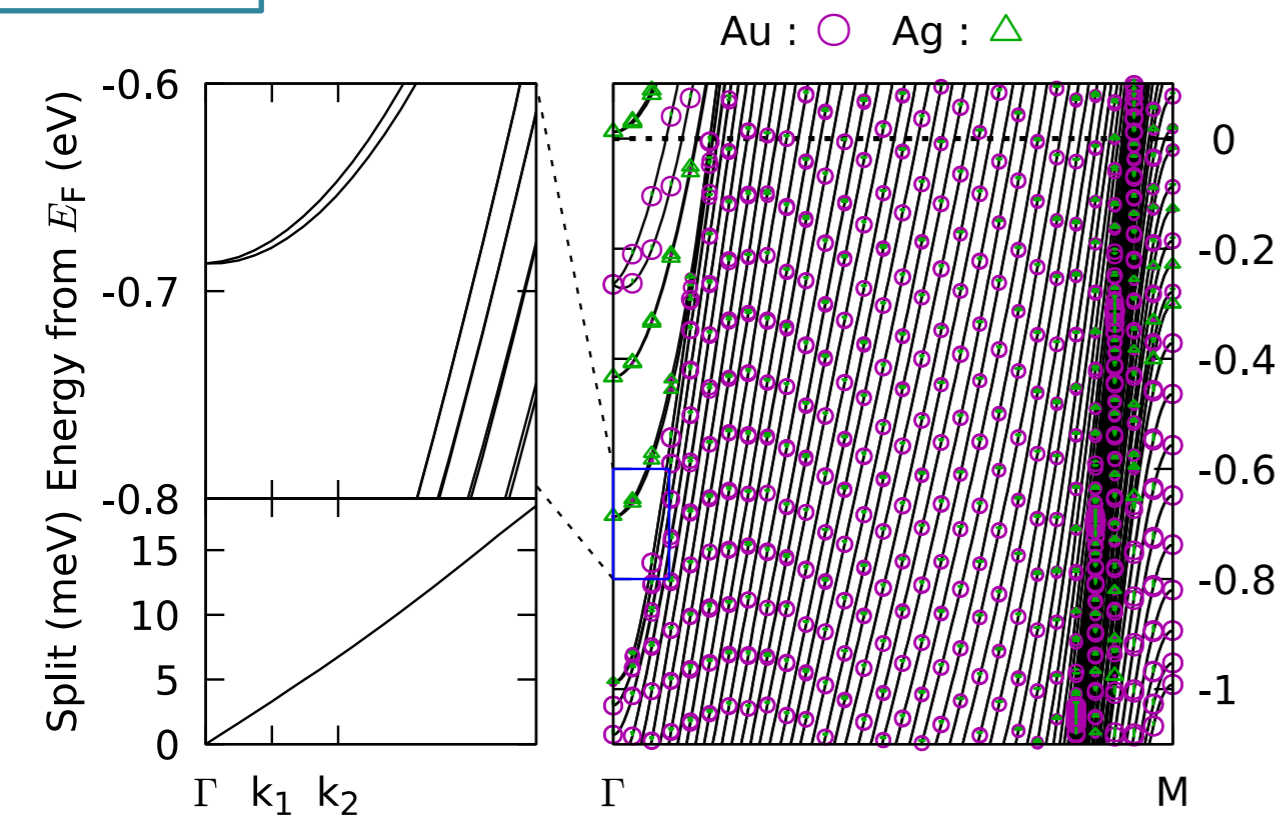 Au : Ag :
-0.6
-0.7
-0.8
Energy from E_F (eV)
15
10
5
0
Split (meV)
Γ k₁ k₂
0
-0.2
-0.4
-0.6
-0.8
-1
Γ M